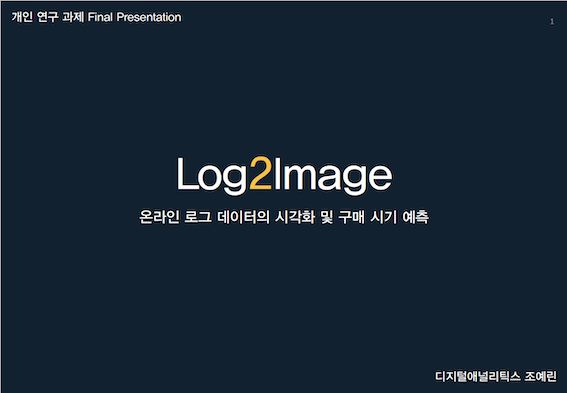 개인 연구 과제 Final Presentation
1
Log2Image
온라인 로그 데이터의 시각화 및 구매 시기 예측
디지털애널리틱스 조예린